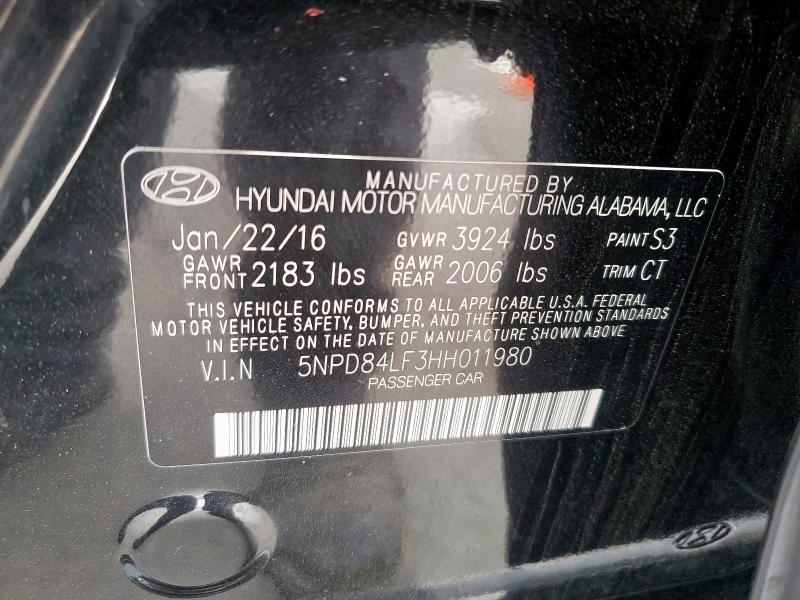 MANUFACTURED BY
HYUNDAI MOTOR MANUFACTURING ALABAMA, LLC
Jan/22/16 GVWR 3924 lbs PAINT S3
GAWR FRONT 2183 lbs GAWR REAR 2006 lbs TRIM CT
THIS VEHICLE CONFORMS TO ALL APPLICABLE U.S.A. FEDERAL
MOTOR VEHICLE SAFETY, BUMPER, AND THEFT PREVENTION STANDARDS
IN EFFECT ON THE DATE OF MANUFACTURE SHOWN ABOVE
V.I.N 5NPD84LF3HH011980
PASSENGER CAR